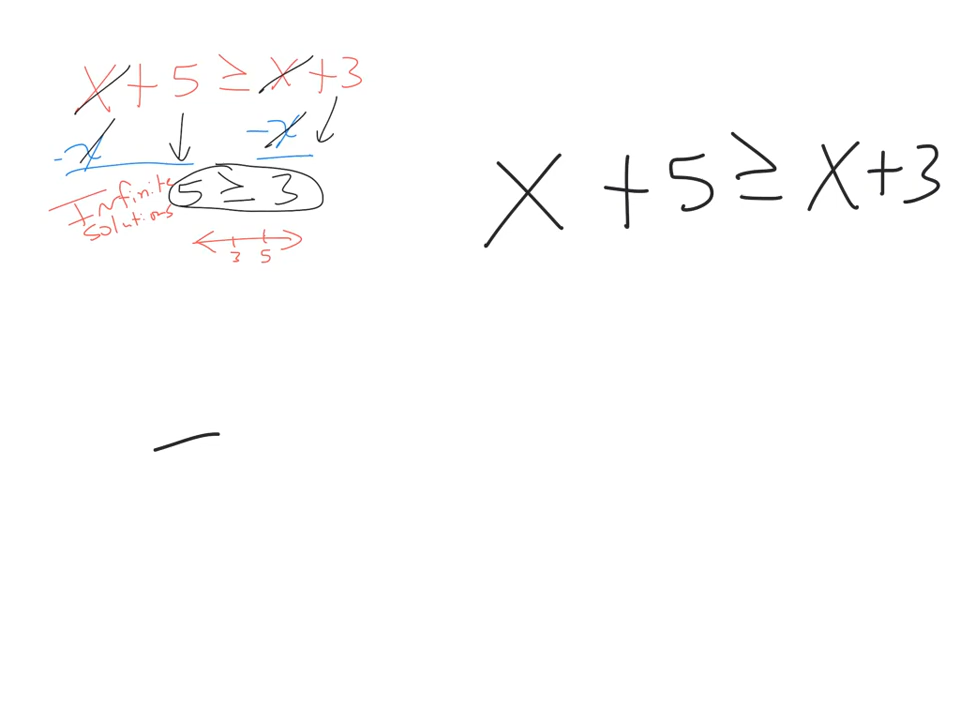 x + 5 ≥ x + 3
-x -x
5 ≥ 3
Infinite
solutions
3 5
x + 5 ≥ x + 3